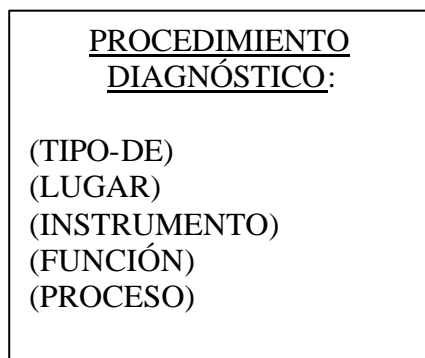 PROCEDIMIENTO
DIAGNÓSTICO:
(TIPO-DE)
(LUGAR)
(INSTRUMENTO)
(FUNCIÓN)
(PROCESO)